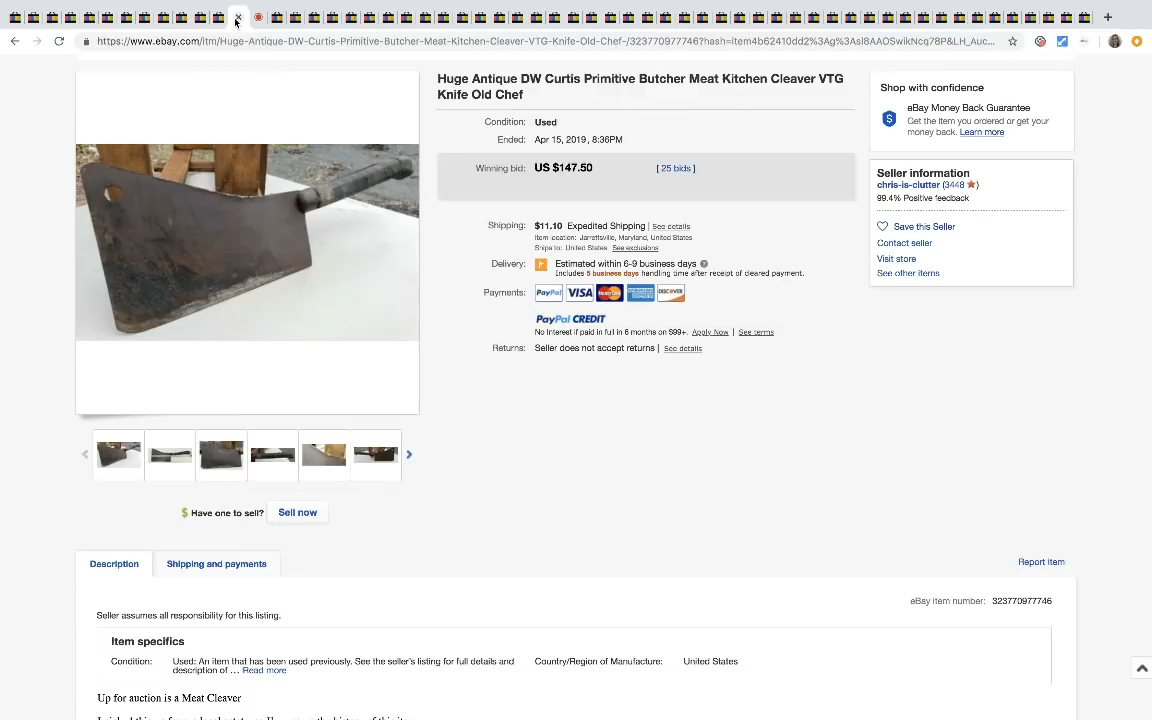 https://www.ebay.com/itm/Huge-Antique-DW-Curtis-Primitive-Butcher-Meat-Kitchen-Cleaver-VTG-Knife-Old-Chef-/323770977746?hash=item4b62410dd2%3Ag%3Asl8AAOSwikNcq78P&LH_Auc...
Huge Antique DW Curtis Primitive Butcher Meat Kitchen Cleaver VTG
Knife Old Chef
Condition: Used
Ended: Apr 15, 2019 , 8:36PM
Winning bid: US $147.50 [ 25 bids ]
Shipping: $11.10 Expedited Shipping | See details
Item location: Jarrettsville, Maryland, United States
Ships to: United States See exclusions
Delivery: Estimated within 6-9 business days
Includes 5 business days handling time after receipt of cleared payment.
Payments: PayPal VISA MasterCard DISCOVER
PayPal CREDIT
No Interest if paid in full in 6 months on $99+. Apply Now | See terms
Returns: Seller does not accept returns | See details
Shop with confidence
eBay Money Back Guarantee
Get the item you ordered or get your
money back. Learn more
Seller information
chris-is-clutter (3448 )
99.4% Positive feedback
Save this Seller
Contact seller
Visit store
See other items
Have one to sell? Sell now
Description Shipping and payments
Report item
eBay item number: 323770977746
Seller assumes all responsibility for this listing.
Item specifics
Condition: Used: An item that has been used previously. See the seller's listing for full details and
description of ... Read more
Country/Region of Manufacture: United States
Up for auction is a Meat Cleaver